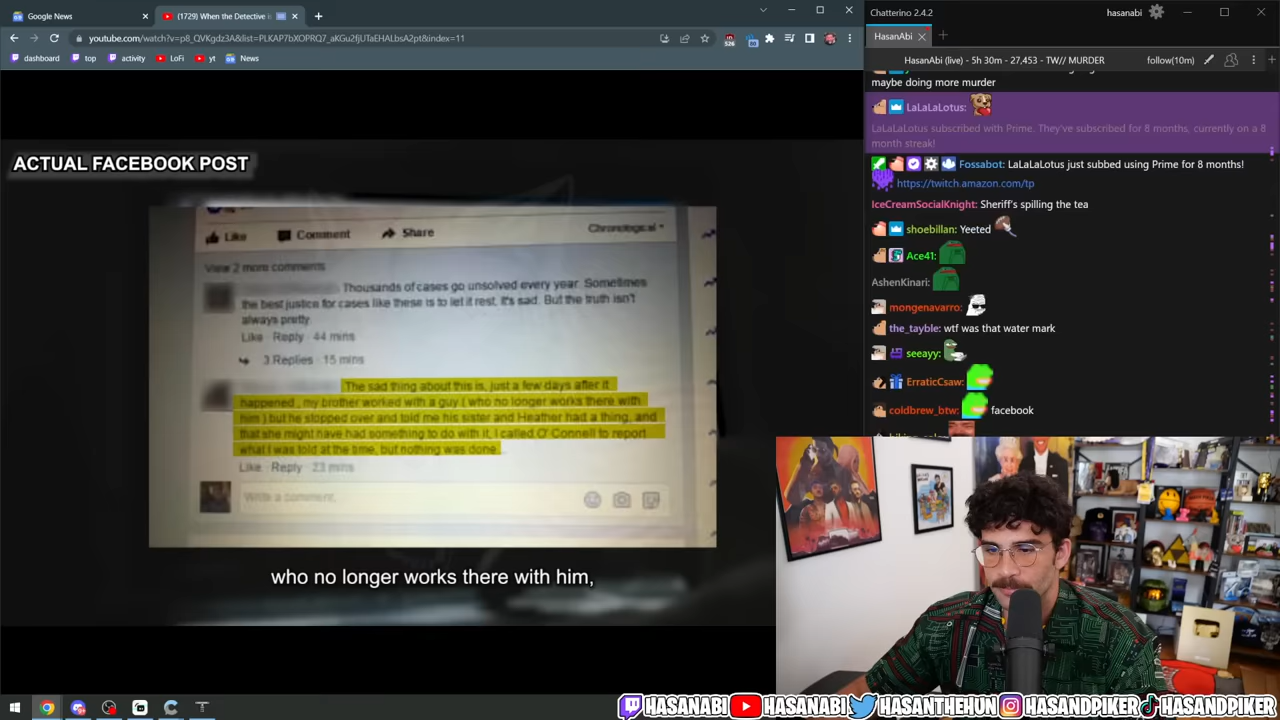 Google News
(1729) When the Detective is
youtube.com/watch?v=p8_QVKgdz3A&list=PLKAP7bXOPRQ7_aKGu2fjUTaEHALbsA2pt&index=11
dashboard
top
activity
LoFi
yt
News
ACTUAL FACEBOOK POST
Like
Comment
Share
Chronological
View 2 more comments
Thousands of cases go unsolved every year. Sometimes
the best justice for cases like these is to let it rest, It's sad. But the truth isn't
always pretty.
Like · Reply · 44 mins
3 Replies · 15 mins
The sad thing about this is, just a few days after it
happened , my brother worked with a guy ( who no longer works there with
him ) but he stopped over and told me his sister and Heather had a thing, and
that she might have had something to do with it, I called O' Connell to report
what I was told at the time, but nothing was done.
Like · Reply · 23 mins
Write a comment...
who no longer works there with him,
Chatterino 2.4.2
hasanabi
HasanAbi
HasanAbi (live) - 5h 30m - 27,453 - TW// MURDER
follow(10m)
maybe doing more murder
LaLaLaLotus:
LaLaLaLotus subscribed with Prime. They've subscribed for 8 months, currently on a 8
month streak!
Fossabot: LaLaLaLotus just subbed using Prime for 8 months!
https://twitch.amazon.com/tp
IceCreamSocialKnight: Sheriff's spilling the tea
shoebillan: Yeeted
Ace41:
AshenKinari:
mongenavarro:
the_tayble: wtf was that water mark
seeayy:
ErraticCsaw:
coldbrew_btw: facebook
HASANABI
HASANABI
HASANTHEHUN
HASANDPIKER
HASANDPIKER